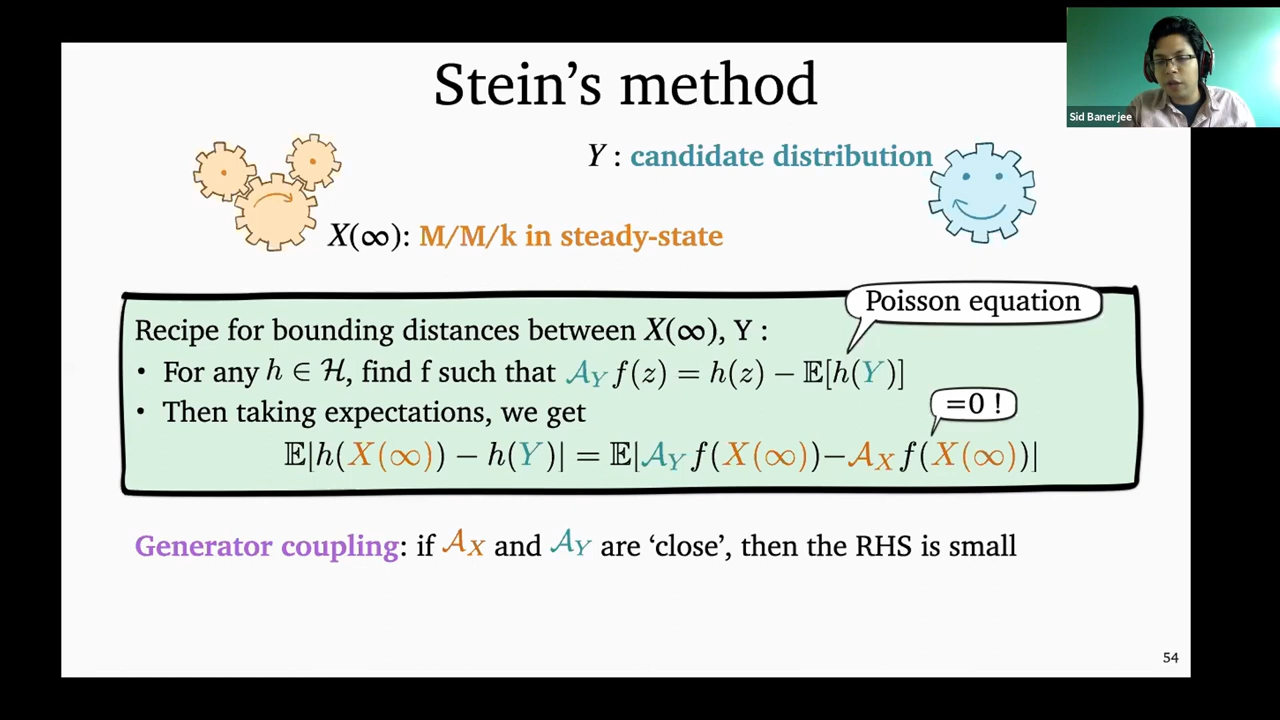 Stein's method
Sid Banerjee
Y : candidate distribution
X(∞): M/M/k in steady-state
Poisson equation
Recipe for bounding distances between X(∞), Y :
• For any h ∈ ℋ, find f such that 𝒜_Y f(z) = h(z) − 𝔼[h(Y)]
• Then taking expectations, we get
=0 !
𝔼|h(X(∞)) − h(Y)| = 𝔼|𝒜_Y f(X(∞))−𝒜_X f(X(∞))|
Generator coupling: if 𝒜_X and 𝒜_Y are ‘close’, then the RHS is small
54